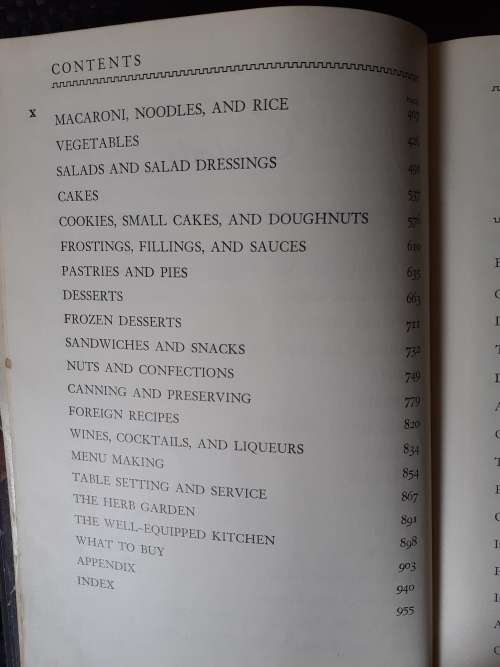 CONTENTS
X
MACARONI, NOODLES, AND RICE
VEGETABLES
SALADS AND SALAD DRESSINGS
CAKES 537
COOKIES, SMALL CAKES, AND DOUGHNUTS
FROSTINGS, FILLINGS, AND SAUCES 610
PASTRIES AND PIES 635
DESSERTS 663
FROZEN DESSERTS 711
SANDWICHES AND SNACKS 732
NUTS AND CONFECTIONS 749
CANNING AND PRESERVING 779
FOREIGN RECIPES 820
WINES, COCKTAILS, AND LIQUEURS 834
MENU MAKING 854
TABLE SETTING AND SERVICE 867
THE HERB GARDEN 891
THE WELL-EQUIPPED KITCHEN 898
WHAT TO BUY 903
APPENDIX 940
INDEX 955